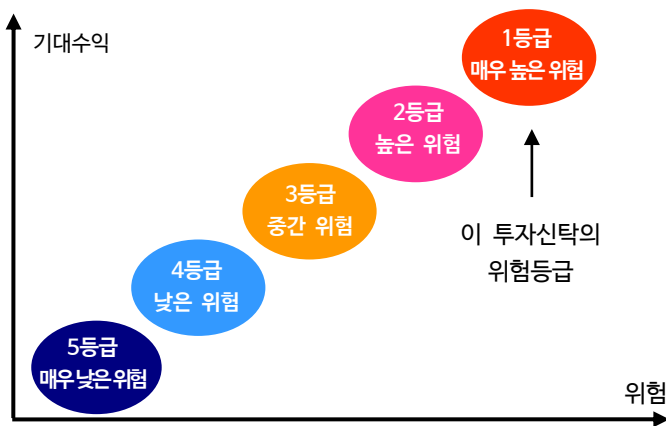 기대수익
1등급
매우 높은 위험
2등급
높은 위험
3등급
중간 위험
이 투자신탁의
위험등급
4등급
낮은 위험
5등급
매우 낮은 위험
위험